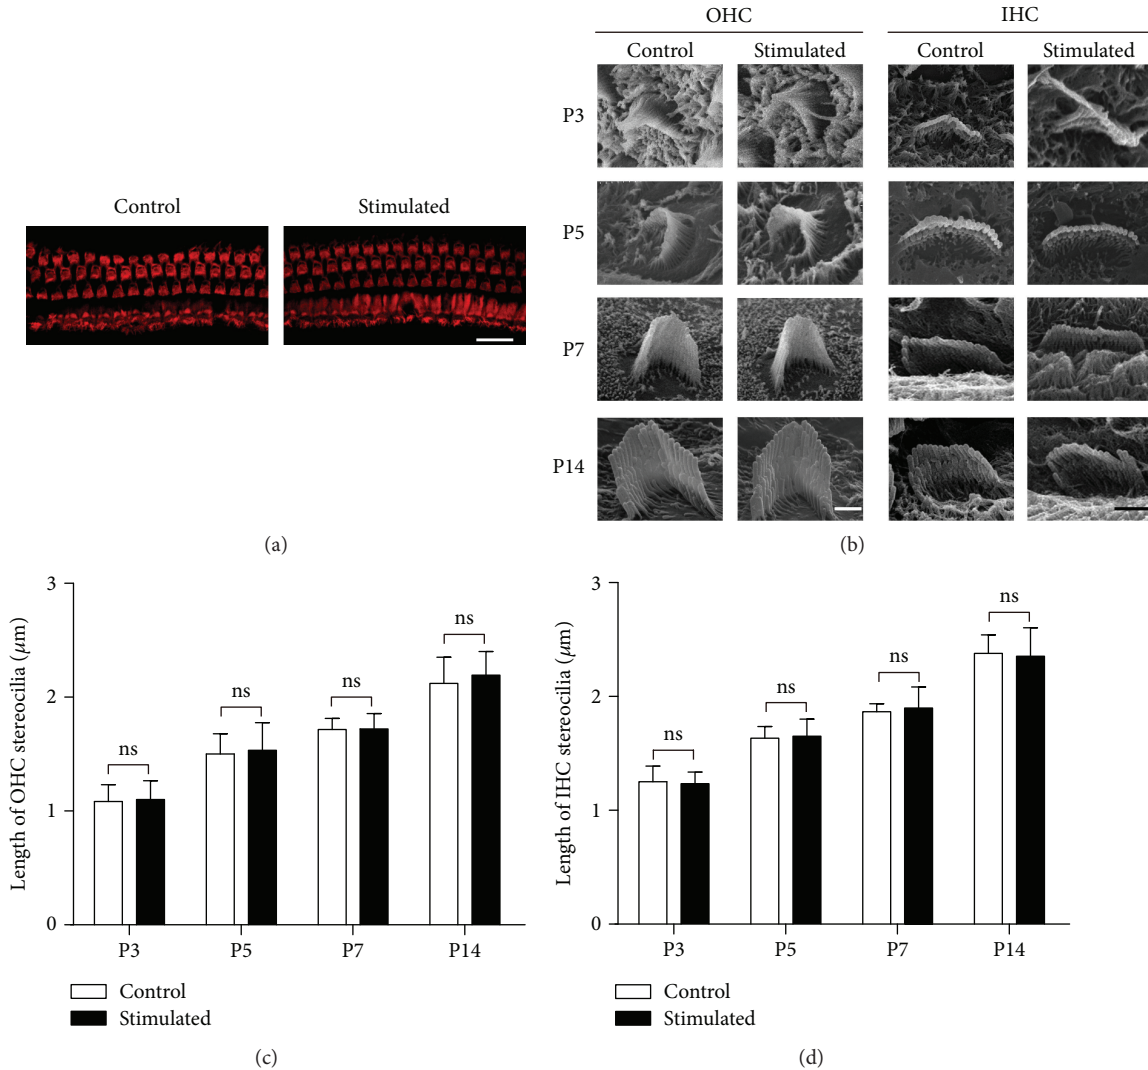 OHC IHC
Control Stimulated Control Stimulated
P3
P5
P7
P14
Control Stimulated
(a)
(b)
Length of OHC stereocilia (μm)
3
2
1
0
ns
ns
ns
ns
P3 P5 P7 P14
Control
Stimulated
(c)
Length of IHC stereocilia (μm)
3
2
1
0
ns
ns
ns
ns
P3 P5 P7 P14
Control
Stimulated
(d)